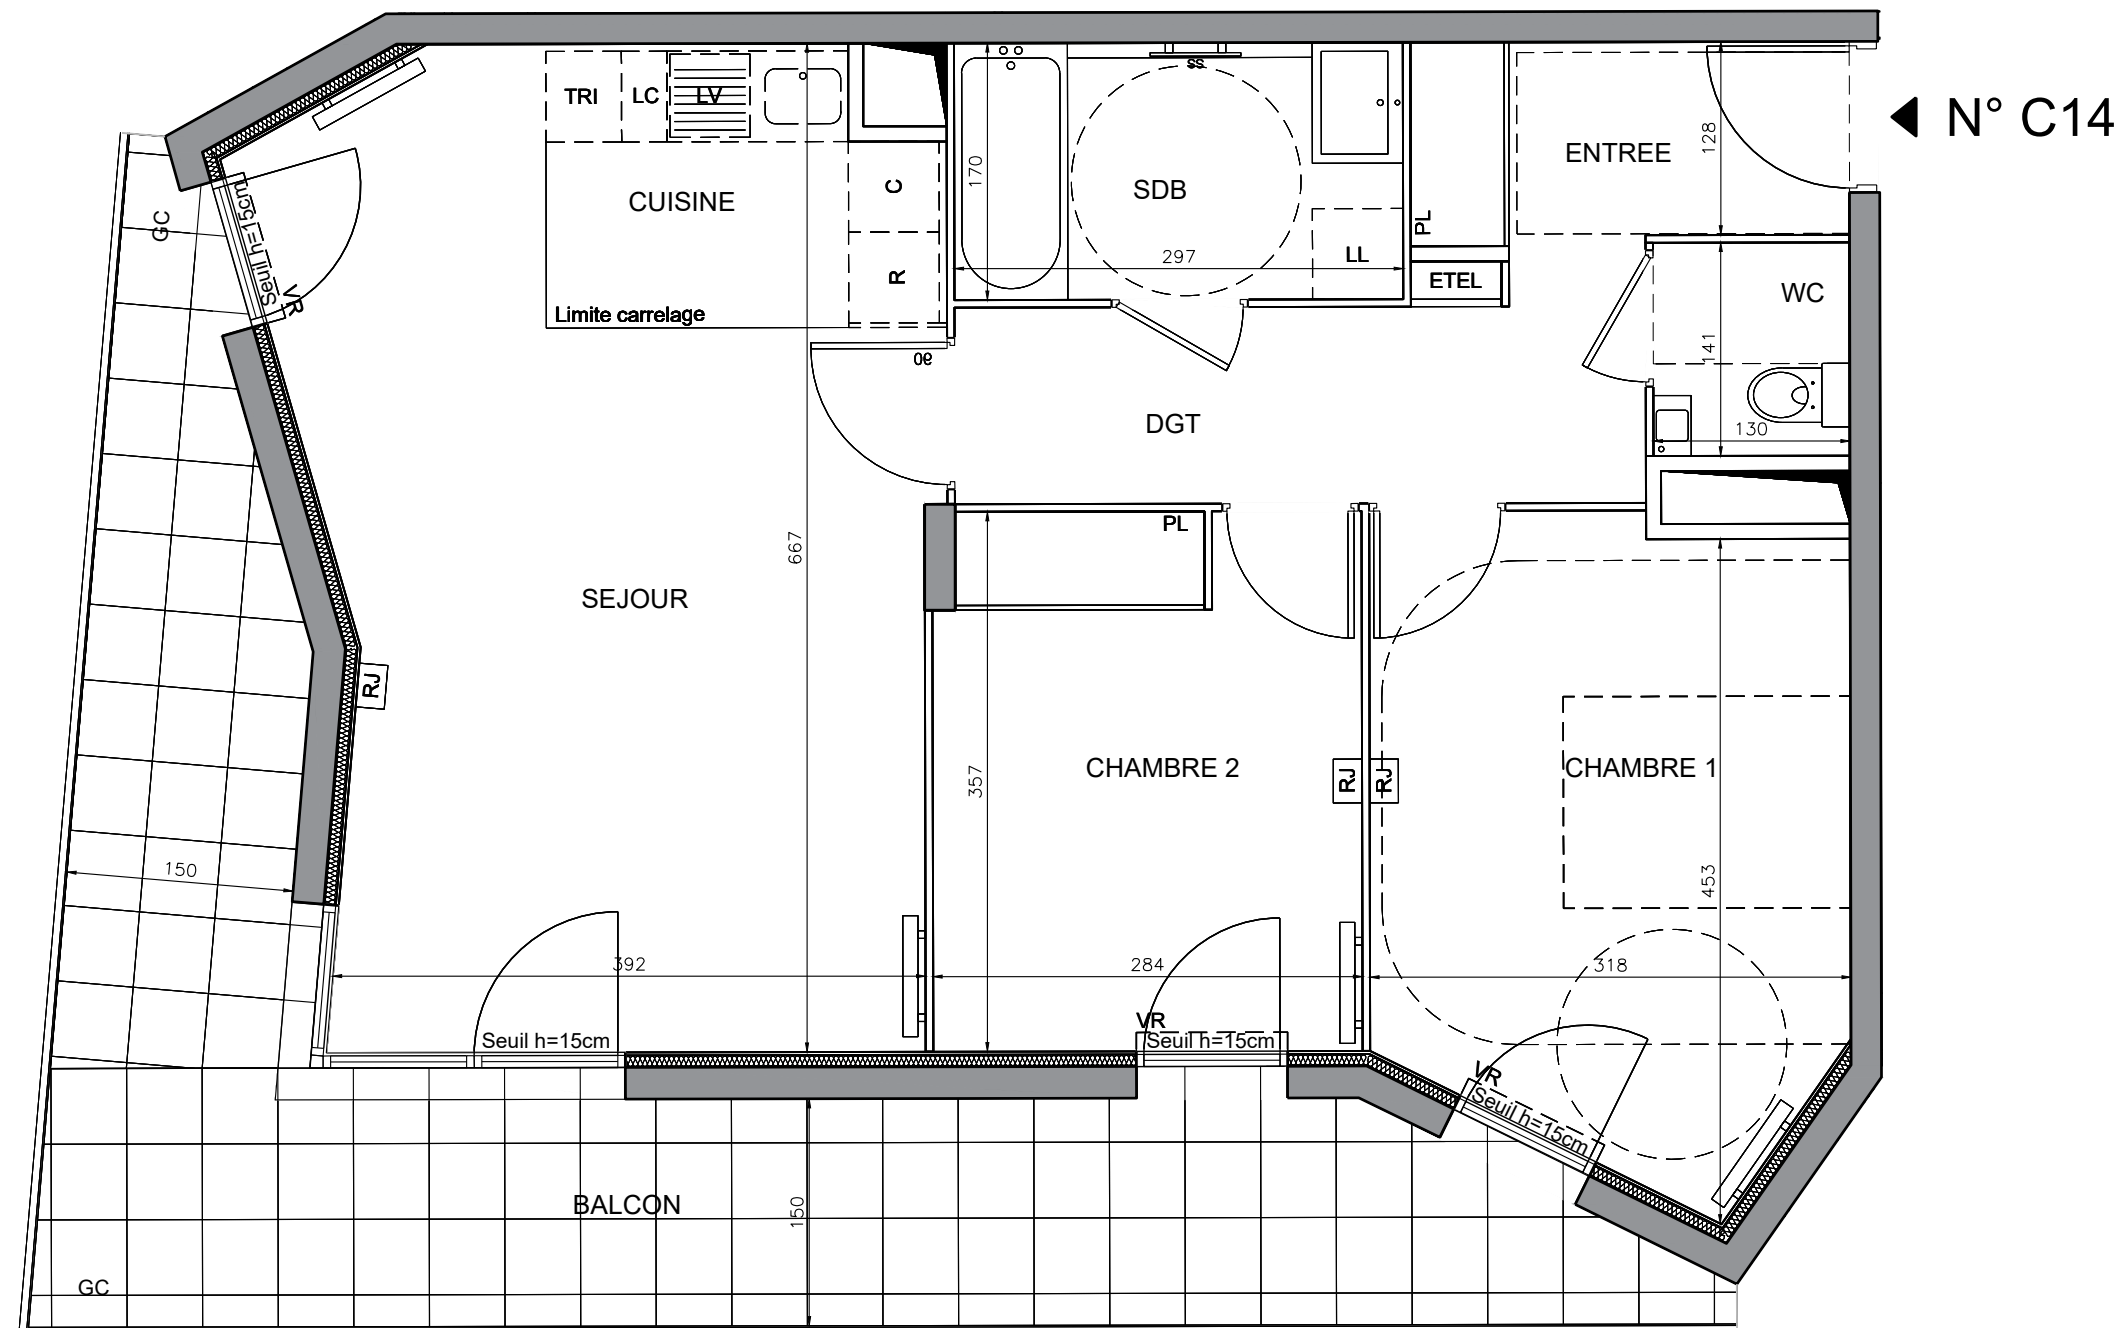 N° C14
TRI
LC
LV
SS
ENTREE
128
CUISINE
C
170
SDB
PL
GC
Seuil h=15cm
VR
R
297
LL
ETEL
WC
Limite carrelage
90
141
DGT
130
PL
667
SEJOUR
RJ
357
CHAMBRE 2
RJ
RJ
CHAMBRE 1
150
453
392
284
318
Seuil h=15cm
VR
Seuil h=15cm
VR
Seuil h=15cm
BALCON
150
GC